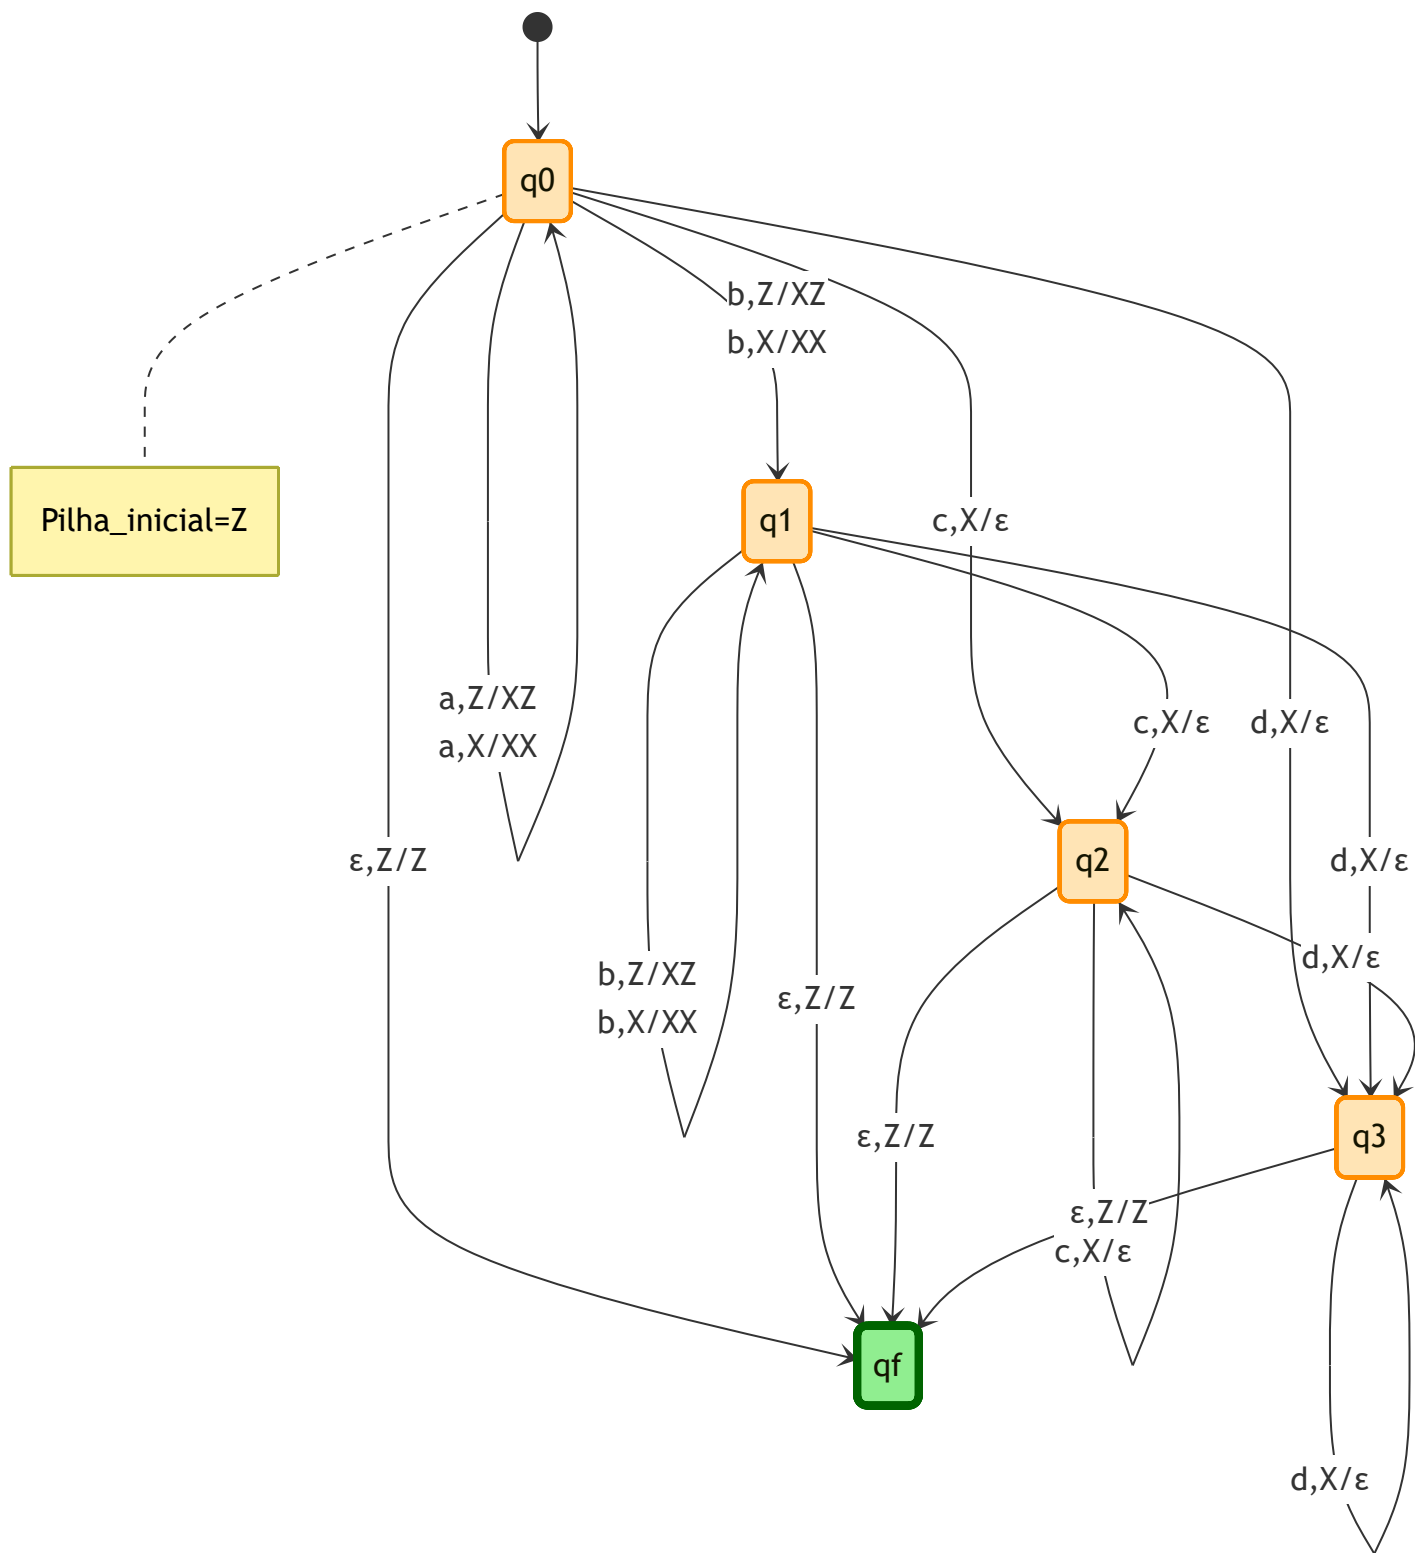 q0
b,Z/XZ
b,X/XX
Pilha_inicial=Z
q1
c,X/ε
a,Z/XZ
a,X/XX
c,X/ε
d,X/ε
ε,Z/Z
q2
d,X/ε
b,Z/XZ
b,X/XX
ε,Z/Z
d,X/ε
ε,Z/Z
q3
ε,Z/Z
c,X/ε
qf
d,X/ε